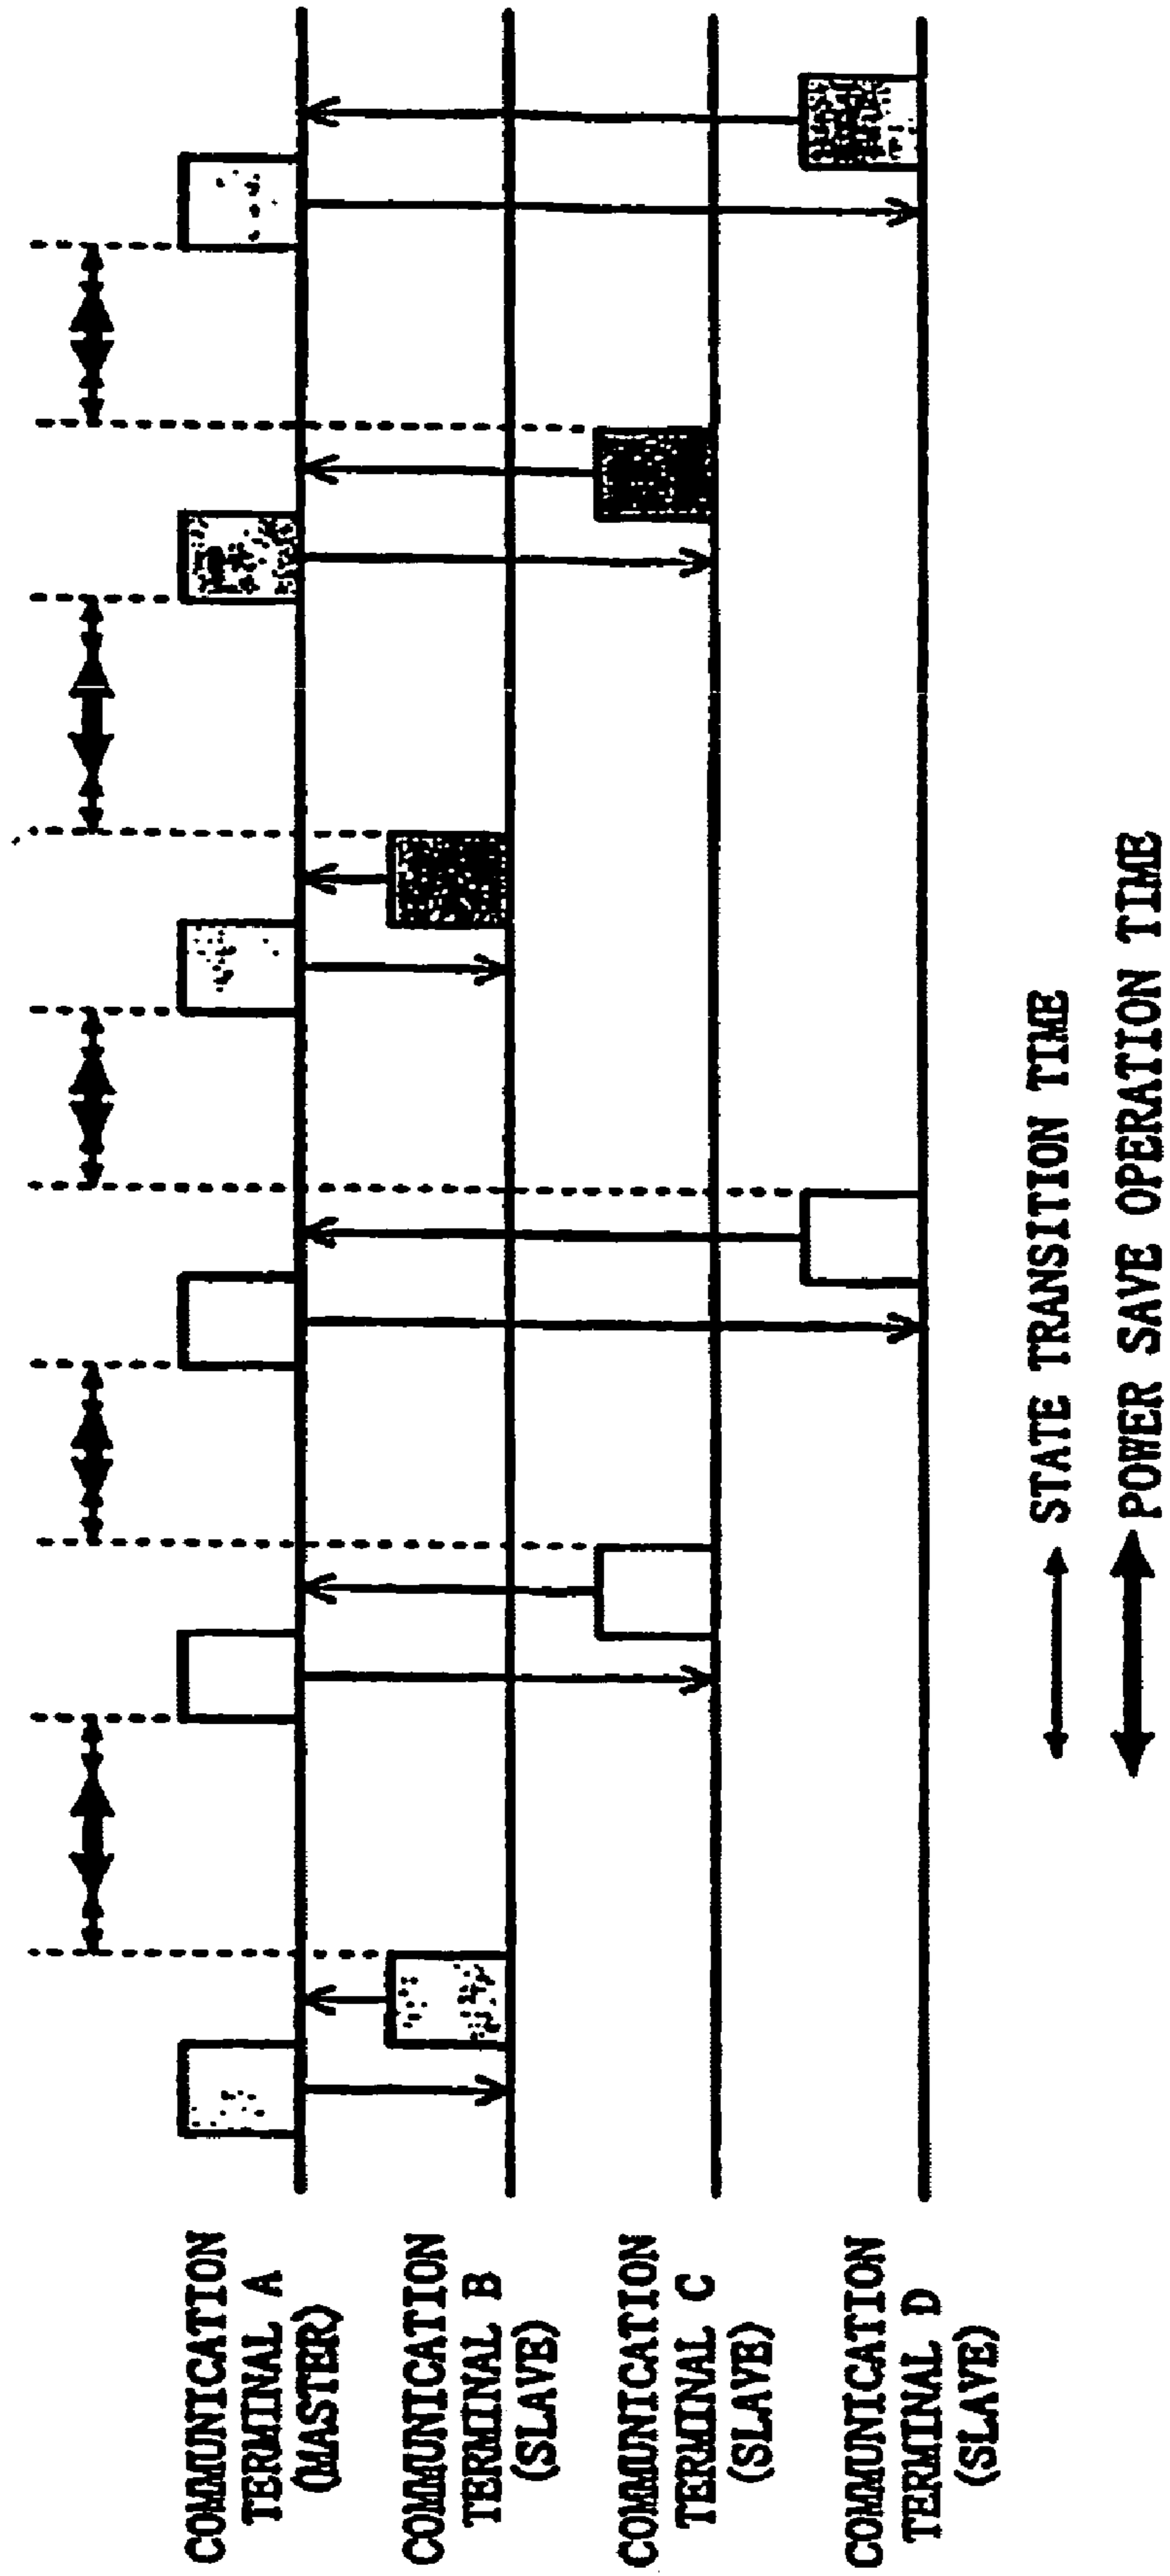 COMMUNICATION
TERMINAL A
(MASTER)
COMMUNICATION
TERMINAL B
(SLAVE)
COMMUNICATION
TERMINAL C
(SLAVE)
COMMUNICATION
TERMINAL D
(SLAVE)
STATE TRANSITION TIME
POWER SAVE OPERATION TIME